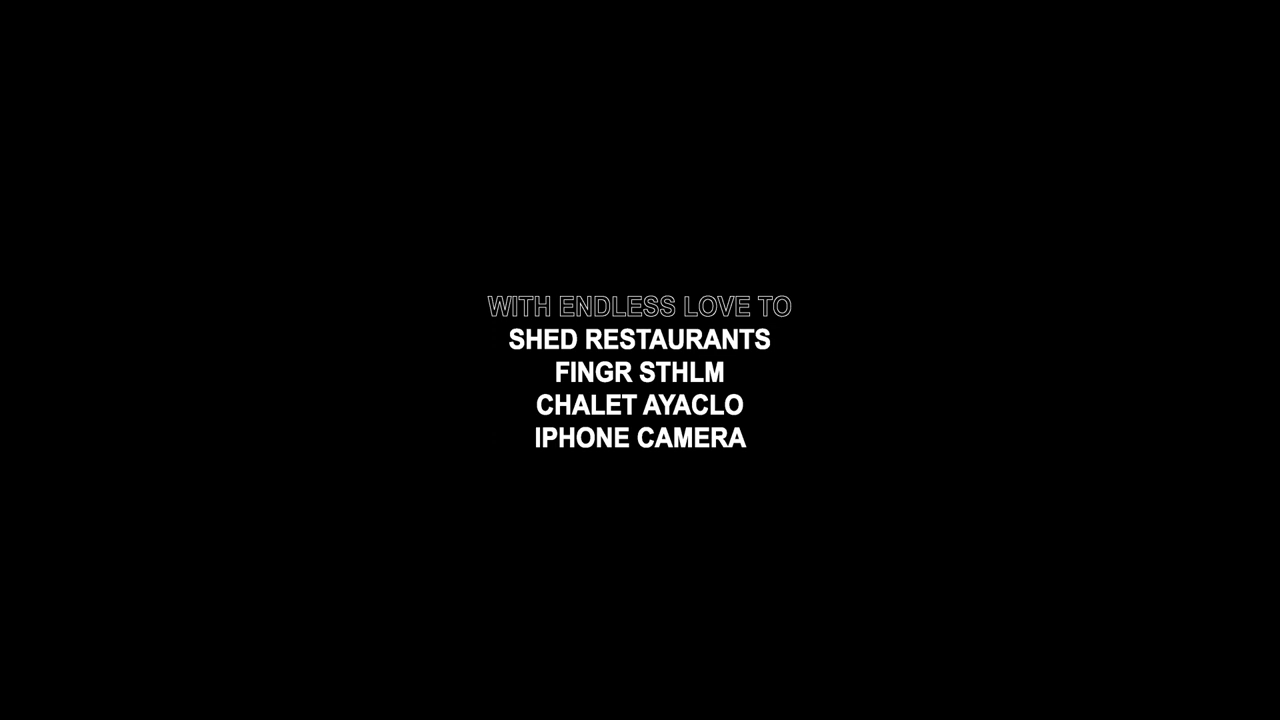 WITH ENDLESS LOVE TO
SHED RESTAURANTS
FINGR STHLM
CHALET AYACLO
IPHONE CAMERA